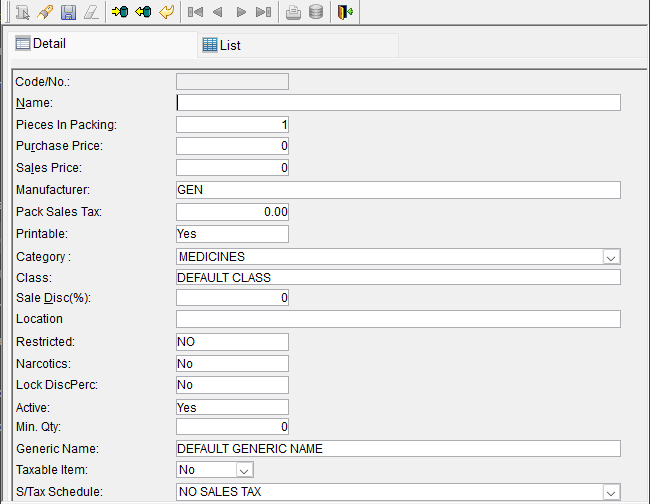 Detail
List
Code/No.:
Name:
Pieces In Packing: 1
Purchase Price: 0
Sales Price: 0
Manufacturer: GEN
Pack Sales Tax: 0.00
Printable: Yes
Category : MEDICINES
Class: DEFAULT CLASS
Sale Disc(%): 0
Location
Restricted: NO
Narcotics: No
Lock DiscPerc: No
Active: Yes
Min. Qty: 0
Generic Name: DEFAULT GENERIC NAME
Taxable Item: No
S/Tax Schedule: NO SALES TAX